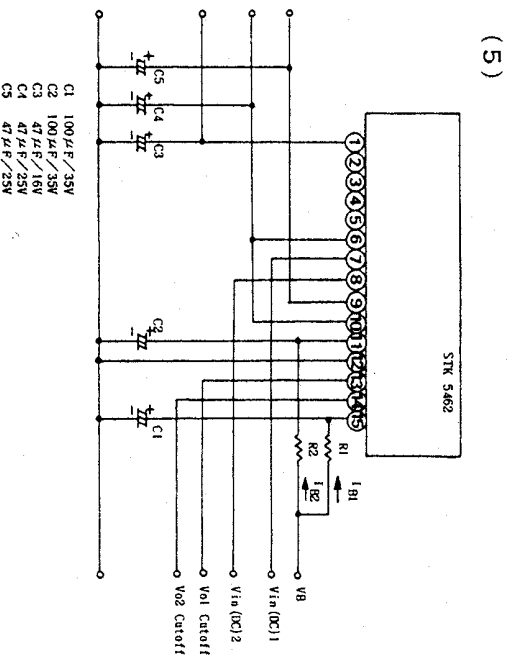 (5)
STK 5462
1
2
3
4
5
6
7
8
9
10
11
12
13
14
15
+ C5 -
+ C4 -
+ C3 -
+ C2 -
+ C1 -
R2
R1
I B2
I B1
VB
Vin(DC)1
Vin(DC)2
Vo1 Cutoff
Vo2 Cutoff
C1 100μF/35V
C2 100μF/35V
C3 47μF/16V
C4 47μF/25V
C5 47μF/25V